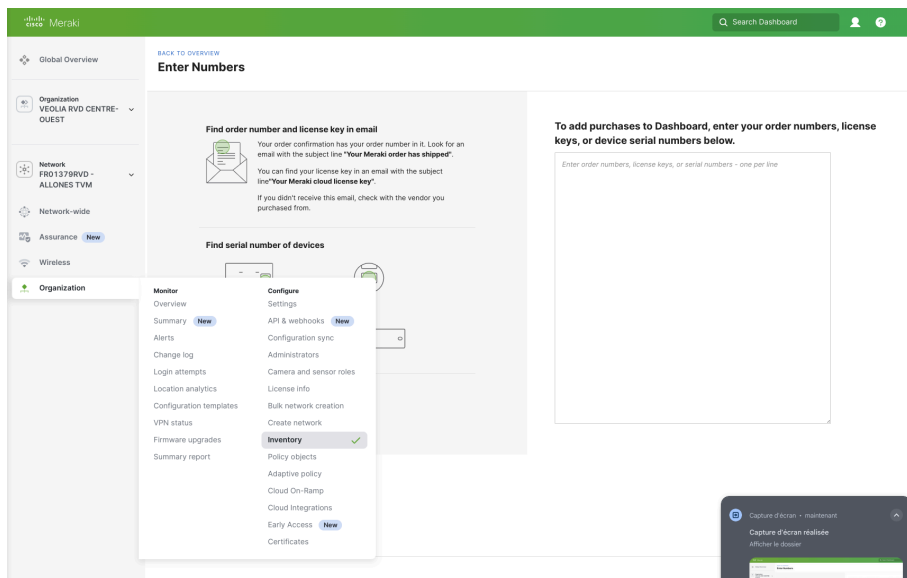 CISCO Meraki
Search Dashboard
Global Overview
Organization
VEOLIA RVD CENTRE-
OUEST
Network
FR01379RVD -
ALLONES TVM
Network-wide
Assurance New
Wireless
Organization
BACK TO OVERVIEW
Enter Numbers
Find order number and license key in email
Your order confirmation has your order number in it. Look for an
email with the subject line "Your Meraki order has shipped".
You can find your license key in an email with the subject
line"Your Meraki cloud license key".
If you didn't receive this email, check with the vendor you
purchased from.
Find serial number of devices
To add purchases to Dashboard, enter your order numbers, license
keys, or device serial numbers below.
Enter order numbers, license keys, or serial numbers - one per line
Monitor
Overview
Summary New
Alerts
Change log
Login attempts
Location analytics
Configuration templates
VPN status
Firmware upgrades
Summary report
Configure
Settings
API & webhooks New
Configuration sync
Administrators
Camera and sensor roles
License info
Bulk network creation
Create network
Inventory
Policy objects
Adaptive policy
Cloud On-Ramp
Cloud Integrations
Early Access New
Certificates
Capture d'écran • maintenant
Capture d'écran réalisée
Afficher le dossier